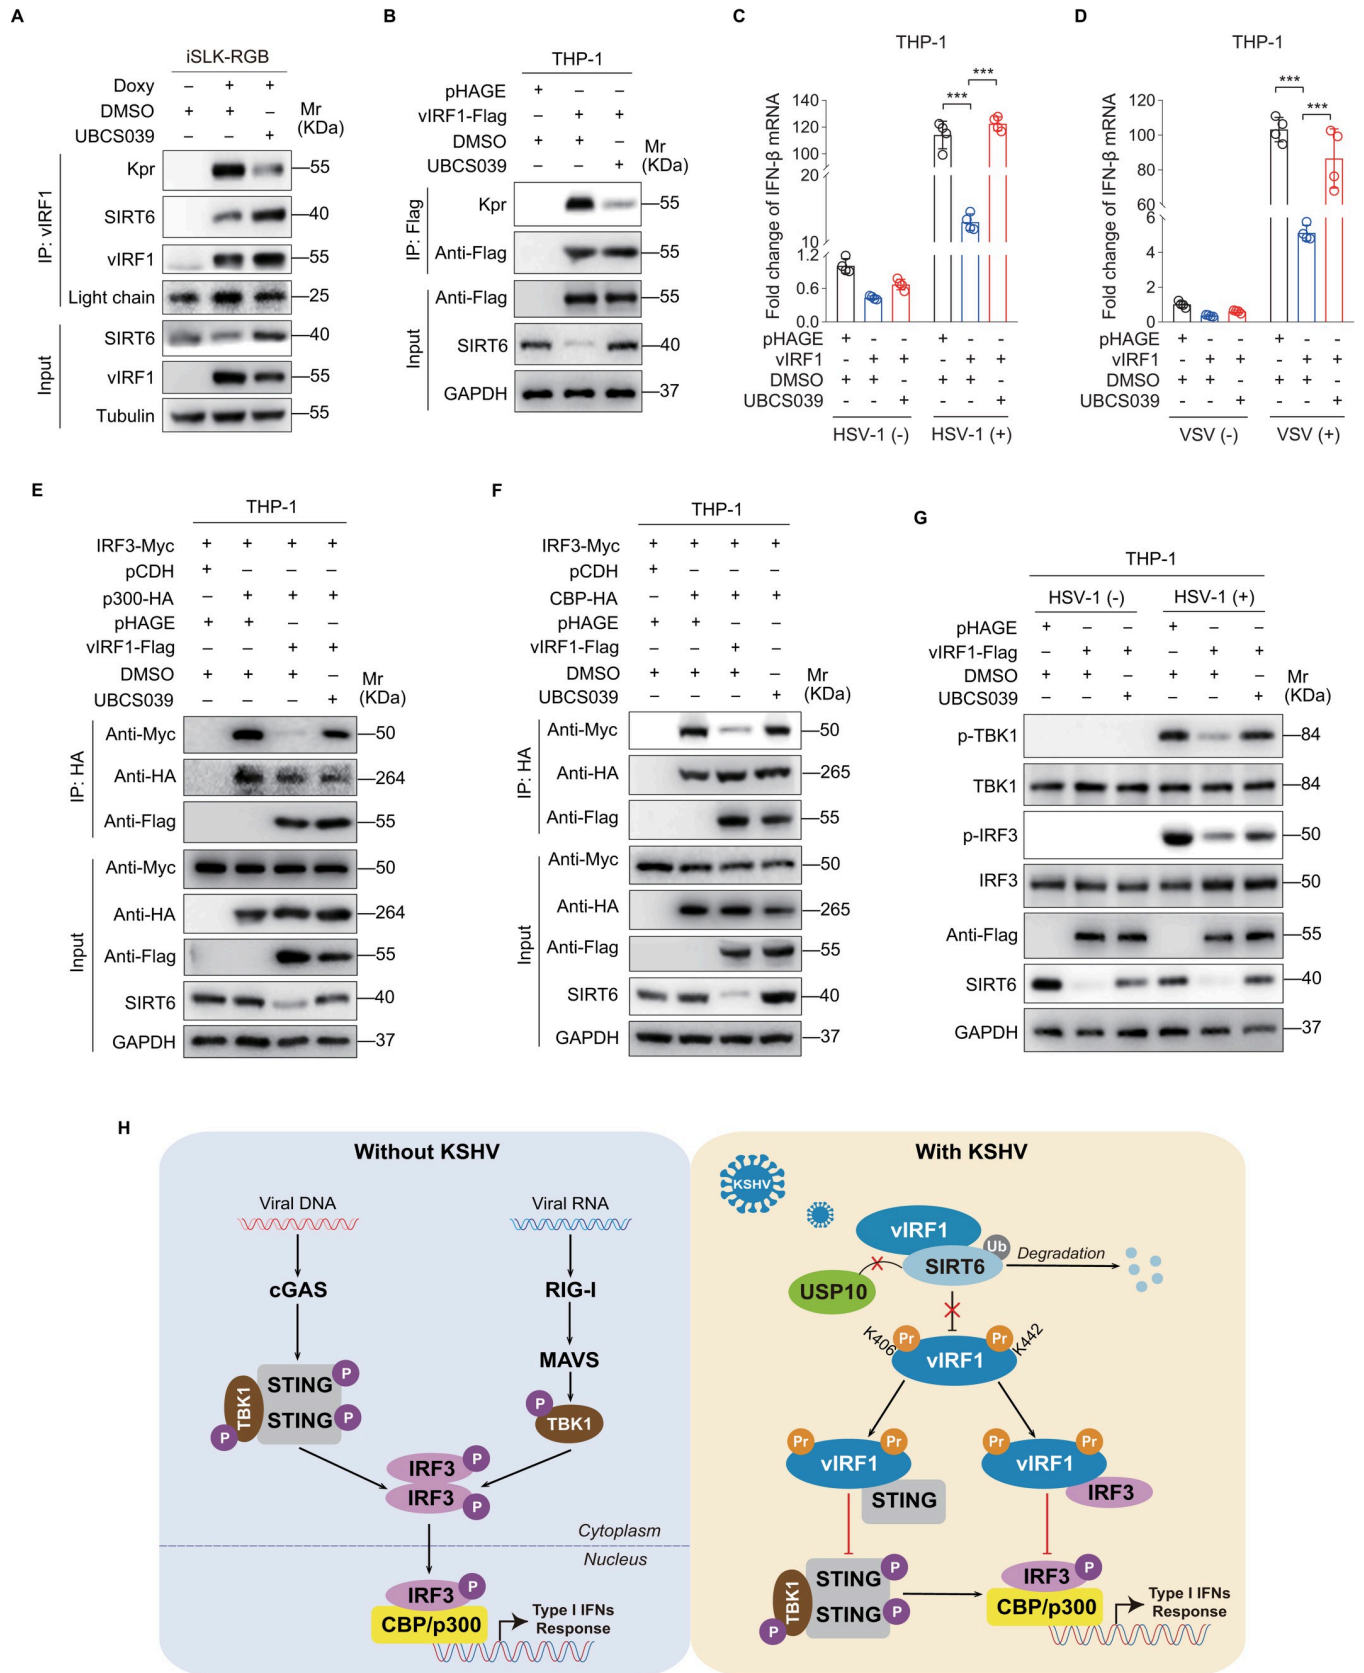 A
iSLK-RGB
Doxy – + +
DMSO + + –
UBCS039 – – +
Mr
(KDa)
IP: vIRF1
Kpr 55
SIRT6 40
vIRF1 55
Light chain 25
Input
SIRT6 40
vIRF1 55
Tubulin 55
B
THP-1
pHAGE + – –
vIRF1-Flag – + +
DMSO + + –
UBCS039 – – +
Mr
(KDa)
IP: Flag
Kpr 55
Anti-Flag 55
Input
Anti-Flag 55
SIRT6 40
GAPDH 37
C
THP-1
Fold change of IFN-β mRNA
140
120
100
20
10
1.2
0.6
0.0
*** ***
pHAGE + - - + - -
vIRF1 - + + - + +
DMSO + + - + + -
UBCS039 - - + - - +
HSV-1 (-) HSV-1 (+)
D
THP-1
Fold change of IFN-β mRNA
120
100
80
60
6
4
2
0
*** ***
pHAGE + - - + - -
vIRF1 - + + - + +
DMSO + + - + + -
UBCS039 - - + - - +
VSV (-) VSV (+)
E
THP-1
IRF3-Myc + + + +
pCDH + – – –
p300-HA – + + +
pHAGE + + – –
vIRF1-Flag – – + +
DMSO + + + –
UBCS039 – – – +
Mr
(KDa)
IP: HA
Anti-Myc 50
Anti-HA 264
Anti-Flag 55
Input
Anti-Myc 50
Anti-HA 264
Anti-Flag 55
SIRT6 40
GAPDH 37
F
THP-1
IRF3-Myc + + + +
pCDH + – – –
CBP-HA – + + +
pHAGE + + – –
vIRF1-Flag – – +
DMSO + + + –
UBCS039 – – – +
Mr
(KDa)
IP: HA
Anti-Myc 50
Anti-HA 265
Anti-Flag 55
Input
Anti-Myc 50
Anti-HA 265
Anti-Flag 55
SIRT6 40
GAPDH 37
G
THP-1
HSV-1 (-) HSV-1 (+)
pHAGE + – – + – –
vIRF1-Flag – + + – + +
DMSO + + – + + –
UBCS039 – – + – – +
Mr
(KDa)
p-TBK1 84
TBK1 84
p-IRF3 50
IRF3 50
Anti-Flag 55
SIRT6 40
GAPDH 37
H
Without KSHV
Viral DNA
Viral RNA
cGAS
RIG-I
MAVS
TBK1
STING P
STING P
P
P
TBK1
IRF3 P
IRF3 P
Cytoplasm
Nucleus
IRF3 P
CBP/p300
Type I IFNs
Response
With KSHV
KSHV
vIRF1
Ub
SIRT6
Degradation
USP10
K406
Pr Pr
K442
vIRF1
Pr Pr
vIRF1
STING
Pr Pr
vIRF1
IRF3
TBK1
STING P
STING P
P
IRF3 P
CBP/p300
Type I IFNs
Response